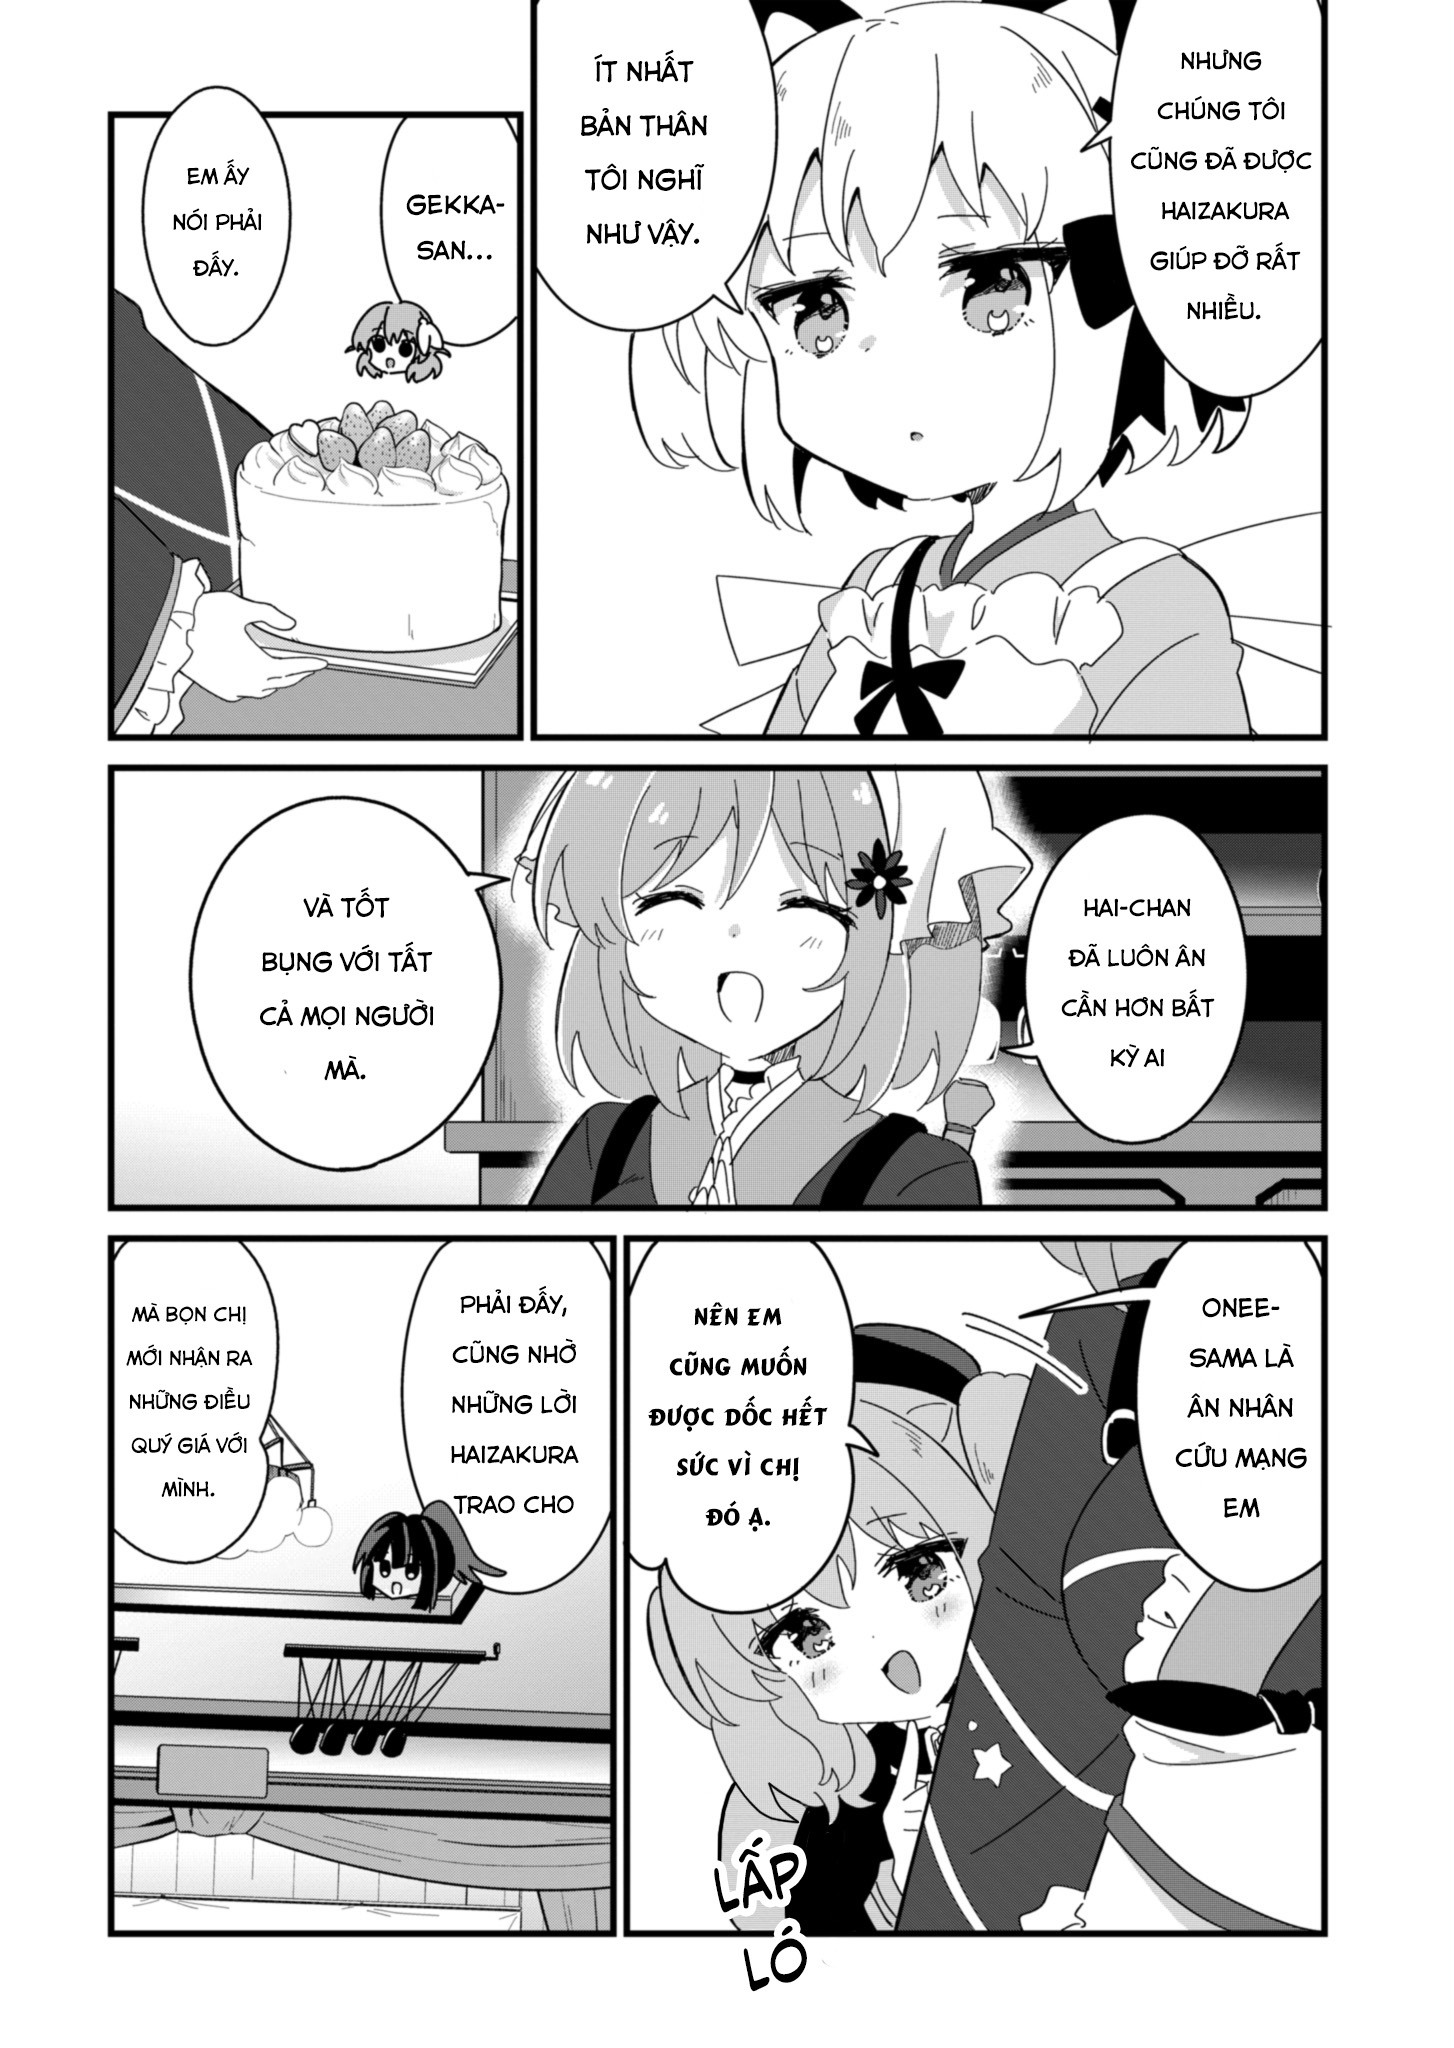 NHƯNG
CHÚNG TÔI
CŨNG ĐÃ ĐƯỢC
HAIZAKURA
GIÚP ĐỠ RẤT
NHIỀU.
ÍT NHẤT
BẢN THÂN
TÔI NGHĨ
NHƯ VẬY.
GEKKA-
SAN...
EM ẤY
NÓI PHẢI
ĐẤY.
HAI-CHAN
ĐÃ LUÔN ÂN
CẦN HƠN BẤT
KỲ AI
VÀ TỐT
BỤNG VỚI TẤT
CẢ MỌI NGƯỜI
MÀ.
ONEE-
SAMA LÀ
ÂN NHÂN
CỨU MẠNG
EM
NÊN EM
CŨNG MUỐN
ĐƯỢC DỐC HẾT
SỨC VÌ CHỊ
ĐÓ Ạ.
LẤP
LÓ
PHẢI ĐẤY,
CŨNG NHỜ
NHỮNG LỜI
HAIZAKURA
TRAO CHO
MÀ BỌN CHỊ
MỚI NHẬN RA
NHỮNG ĐIỀU
QUÝ GIÁ VỚI
MÌNH.